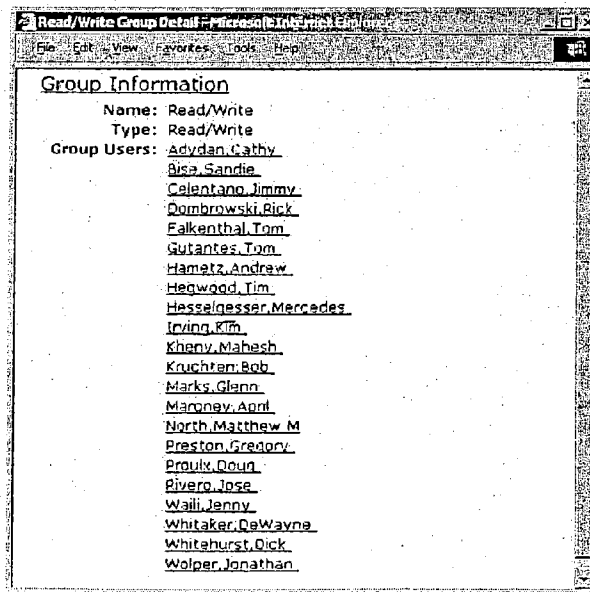 Read/Write Group Detail - Microsoft Internet Explorer
File Edit View Favorites Tools Help
Group Information
Name: Read/Write
Type: Read/Write
Group Users: Adydan,Cathy
Bise,Sandie
Celentano,Jimmy
Dombrowski,Rick
Falkenthal,Tom
Gutantes,Tom
Hametz,Andrew
Hegwood,Tim
Hesselgesser,Mercedes
Irving,Kim
Kheny,Mahesh
Kruchten,Bob
Marks,Glenn
Maroney,April
North,Matthew M
Preston,Gregory
Proulx,Doug
Rivero,Jose
Waili,Jenny
Whitaker,DeWayne
Whitehurst,Dick
Wolper,Jonathan